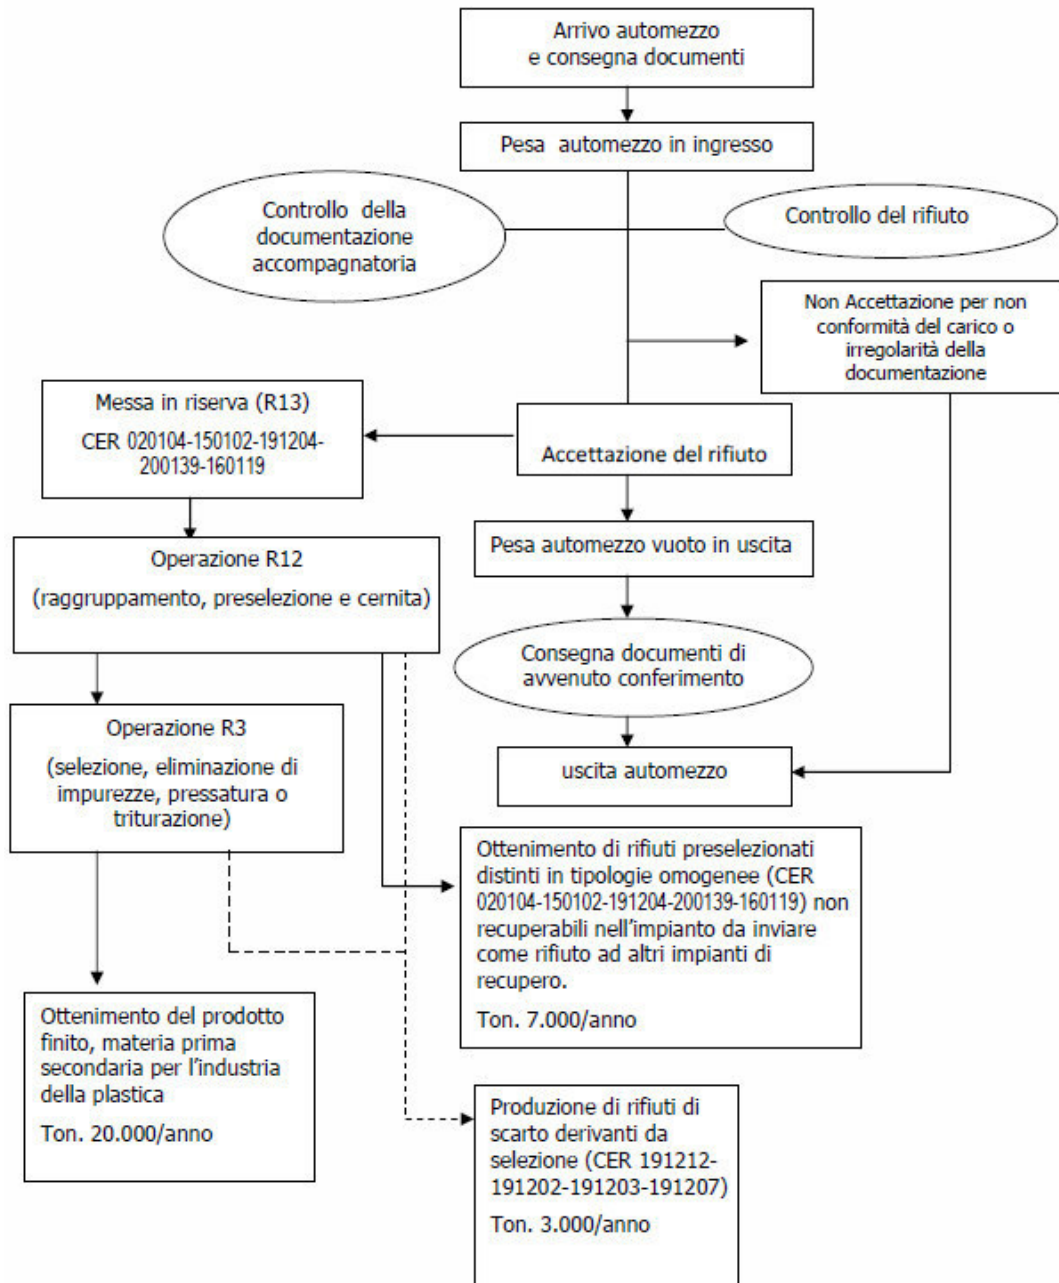 Arrivo automezzo
e consegna documenti
Pesa automezzo in ingresso
Controllo della
documentazione
accompagnatoria
Controllo del rifiuto
Non Accettazione per non
conformità del carico o
irregolarità della
documentazione
Messa in riserva (R13)
CER 020104-150102-191204-
200139-160119
Accettazione del rifiuto
Operazione R12
(raggruppamento, preselezione e cernita)
Pesa automezzo vuoto in uscita
Consegna documenti di
avvenuto conferimento
Operazione R3
(selezione, eliminazione di
impurezze, pressatura o
triturazione)
uscita automezzo
Ottenimento di rifiuti preselezionati
distinti in tipologie omogenee (CER
020104-150102-191204-200139-160119) non
recuperabili nell'impianto da inviare
come rifiuto ad altri impianti di
recupero.
Ton. 7.000/anno
Ottenimento del prodotto
finito, materia prima
secondaria per l'industria
della plastica
Ton. 20.000/anno
Produzione di rifiuti di
scarto derivanti da
selezione (CER 191212-
191202-191203-191207)
Ton. 3.000/anno